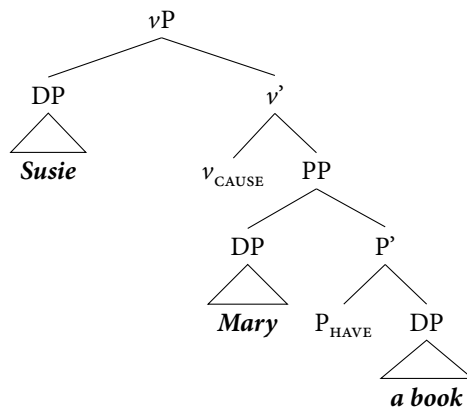 vP
DP v’
Susie
vCAUSE PP
DP P’
Mary PHAVE DP
a book